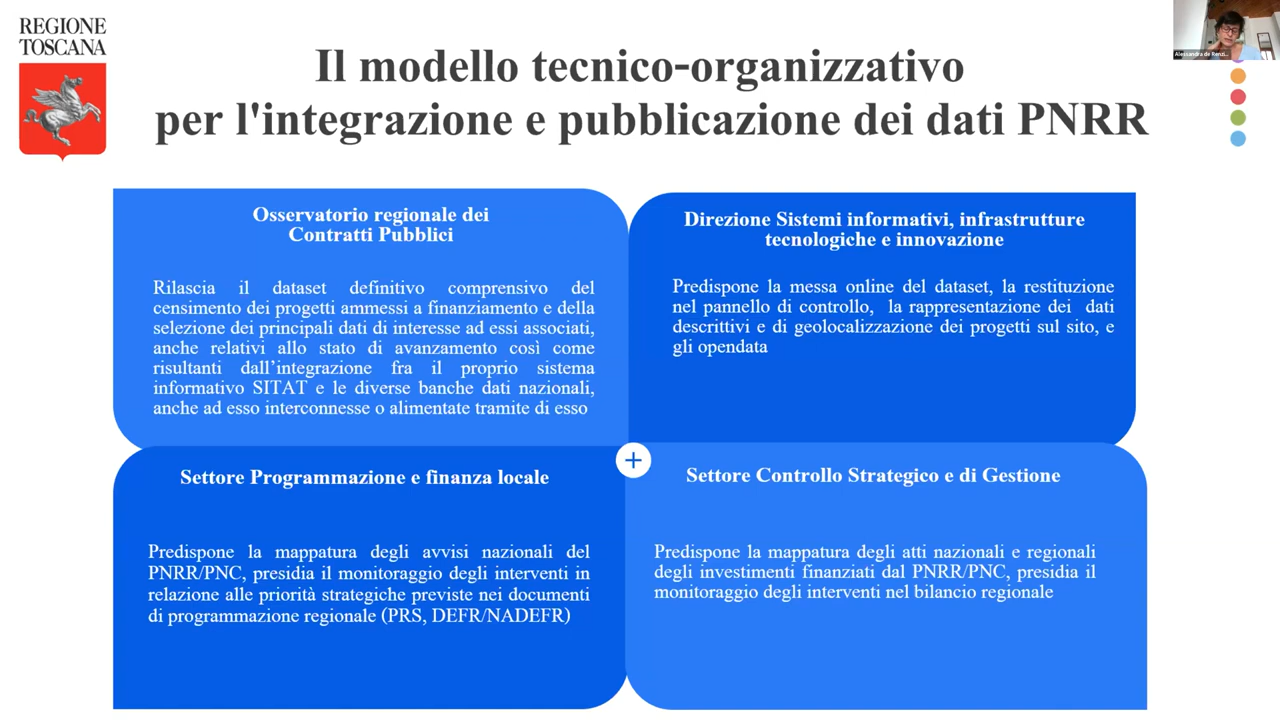 REGIONE
TOSCANA
Il modello tecnico-organizzativo
per l'integrazione e pubblicazione dei dati PNRR
Osservatorio regionale dei
Contratti Pubblici
Rilascia il dataset definitivo comprensivo del
censimento dei progetti ammessi a finanziamento e della
selezione dei principali dati di interesse ad essi associati,
anche relativi allo stato di avanzamento così come
risultanti dall'integrazione fra il proprio sistema
informativo SITAT e le diverse banche dati nazionali,
anche ad esso interconnesse o alimentate tramite di esso
Direzione Sistemi informativi, infrastrutture
tecnologiche e innovazione
Predispone la messa online del dataset, la restituzione
nel pannello di controllo, la rappresentazione dei dati
descrittivi e di geolocalizzazione dei progetti sul sito, e
gli opendata
Settore Programmazione e finanza locale
Predispone la mappatura degli avvisi nazionali del
PNRR/PNC, presidia il monitoraggio degli interventi in
relazione alle priorità strategiche previste nei documenti
di programmazione regionale (PRS, DEFR/NADEFR)
Settore Controllo Strategico e di Gestione
Predispone la mappatura degli atti nazionali e regionali
degli investimenti finanziati dal PNRR/PNC, presidia il
monitoraggio degli interventi nel bilancio regionale
Alessandra de Renzi...